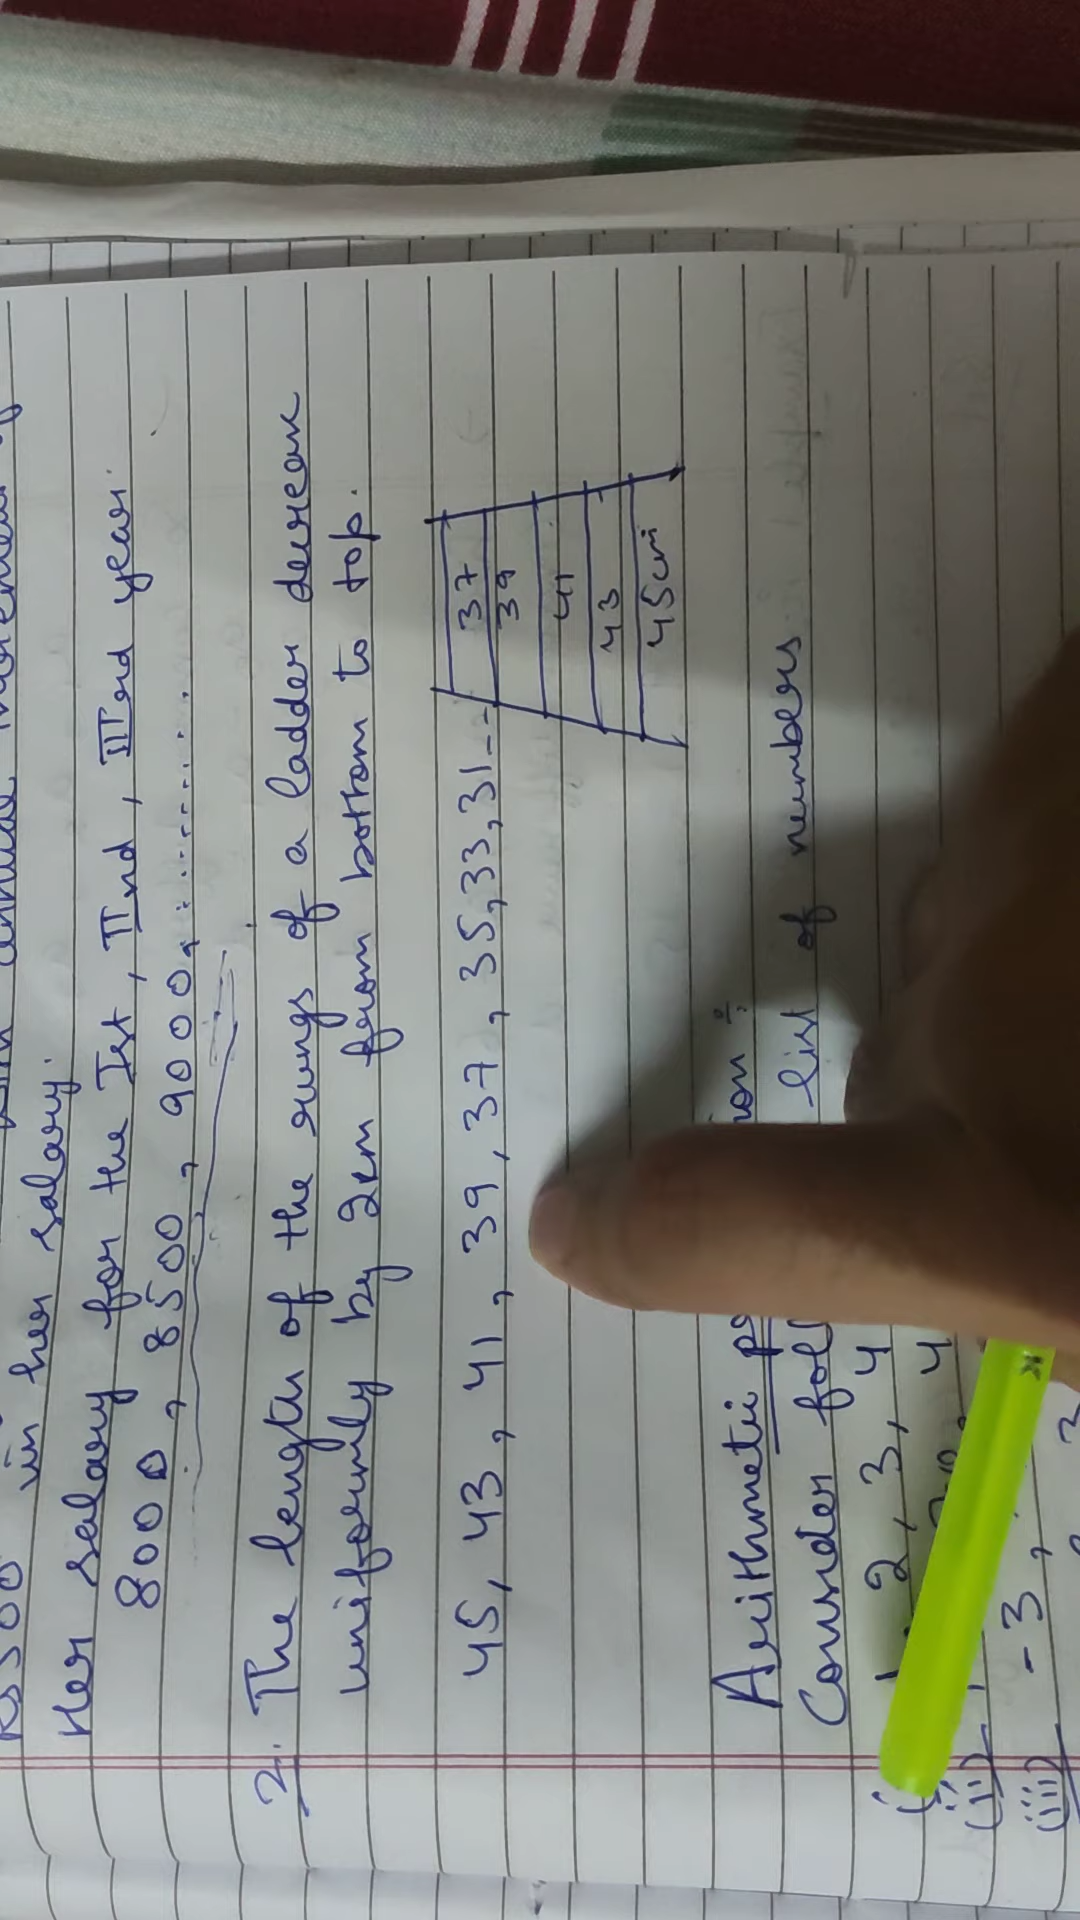 in her salary.
Her salary for the Ist, IInd, IIIrd year.
8000, 8500, 9000, ........
2. The length of the rungs of a ladder decrease
uniformly by 2cm from bottom to top.
45, 43, 41, 39, 37, 35, 33, 31--
37
39
41
43
45cm
Arithmetic
Consider list of numbers
2, 3, 4
(ii)
(iii) -3,